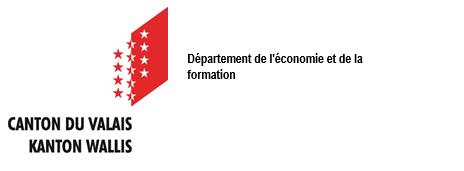 Département de l'économie et de la
formation
CANTON DU VALAIS
KANTON WALLIS